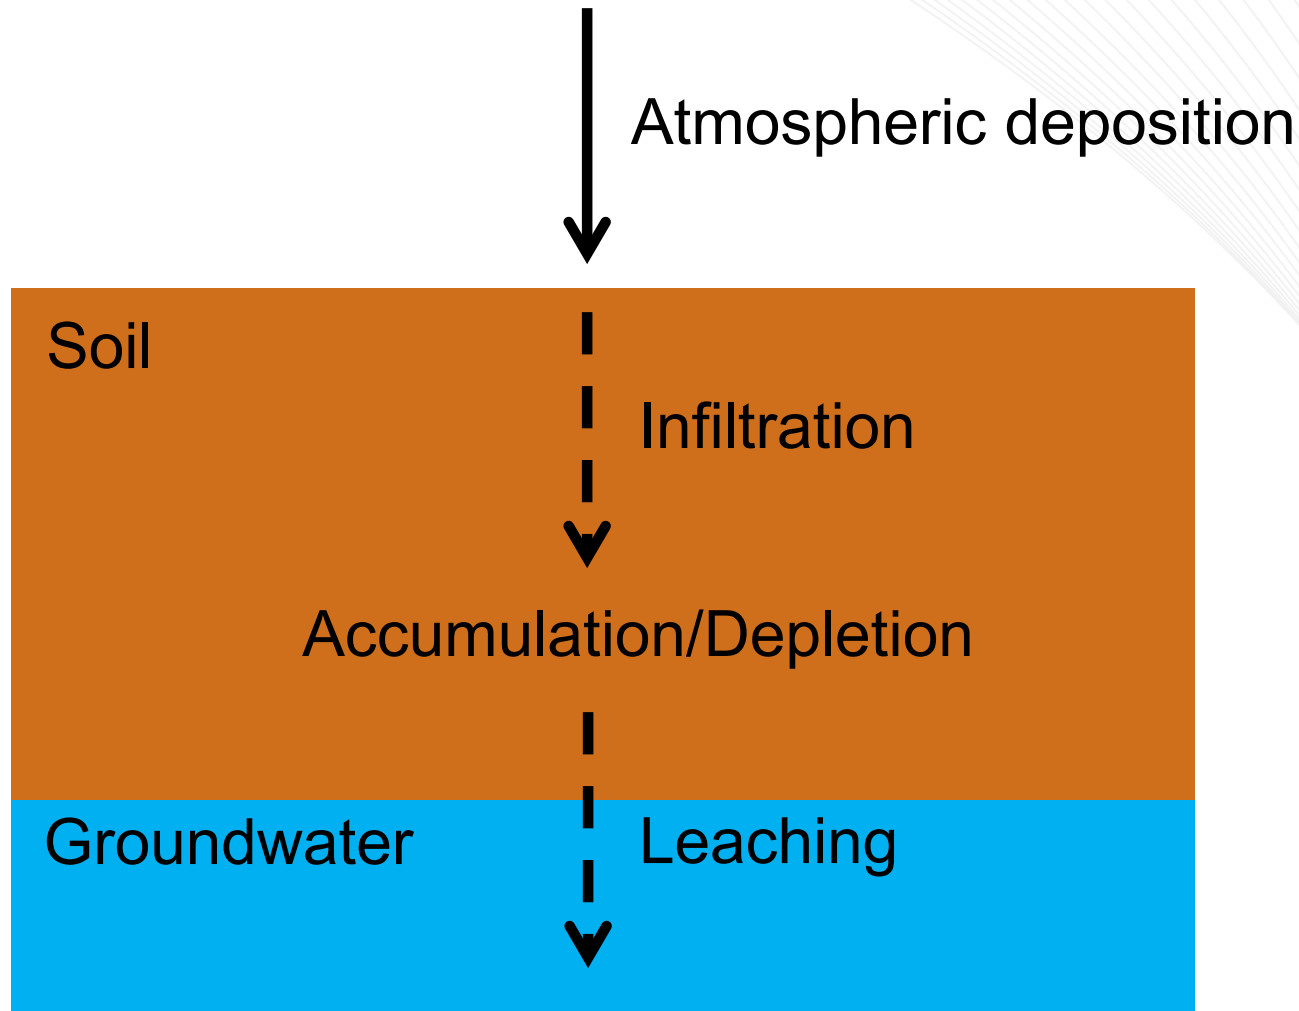 Atmospheric deposition
Soil
Infiltration
Accumulation/Depletion
Groundwater
Leaching